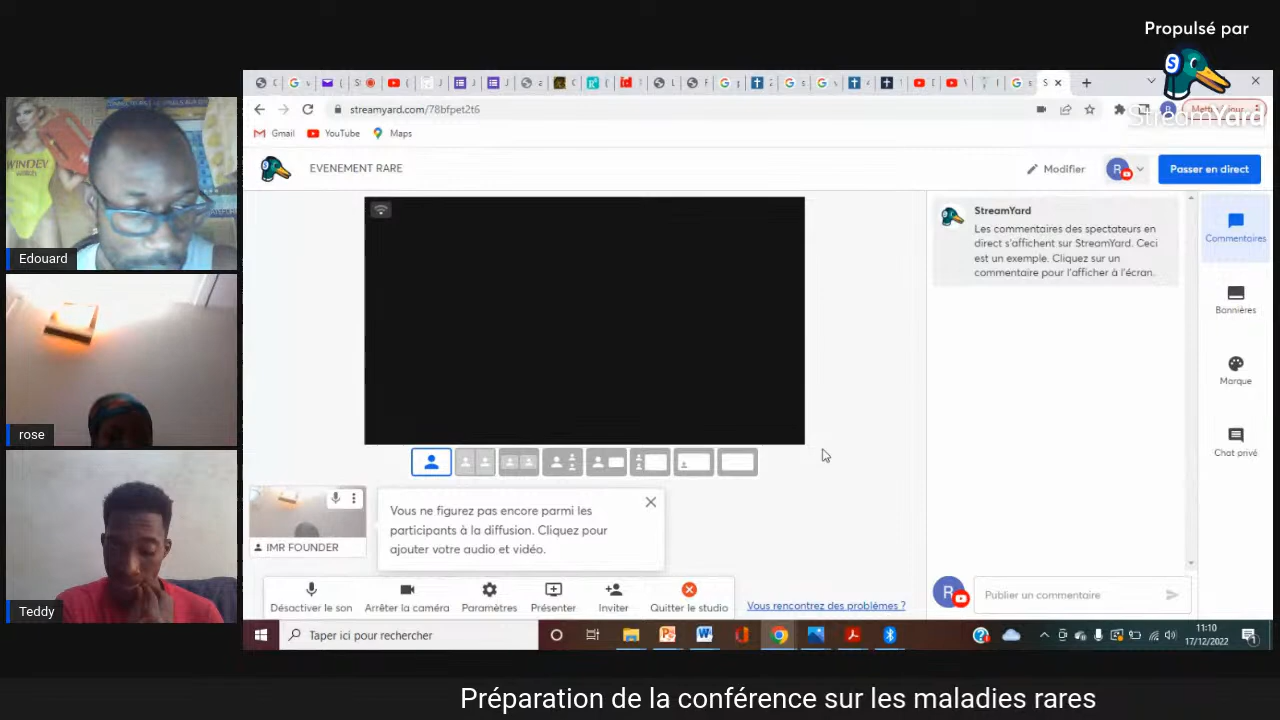 Propulsé par
StreamYard
streamyard.com/78bfpet2t6
Gmail
YouTube
Maps
EVENEMENT RARE
Modifier
R
Passer en direct
StreamYard
Les commentaires des spectateurs en
direct s'affichent sur StreamYard. Ceci
est un exemple. Cliquez sur un
commentaire pour l'afficher à l'écran.
Commentaires
Bannières
Marque
Chat privé
WINDEV
Edouard
rose
Teddy
IMR FOUNDER
Vous ne figurez pas encore parmi les
participants à la diffusion. Cliquez pour
ajouter votre audio et vidéo.
Désactiver le son
Arrêter la caméra
Paramètres
Présenter
Inviter
Quitter le studio
Vous rencontrez des problèmes ?
R
Publier un commentaire
Taper ici pour rechercher
11:10
17/12/2022
Préparation de la conférence sur les maladies rares